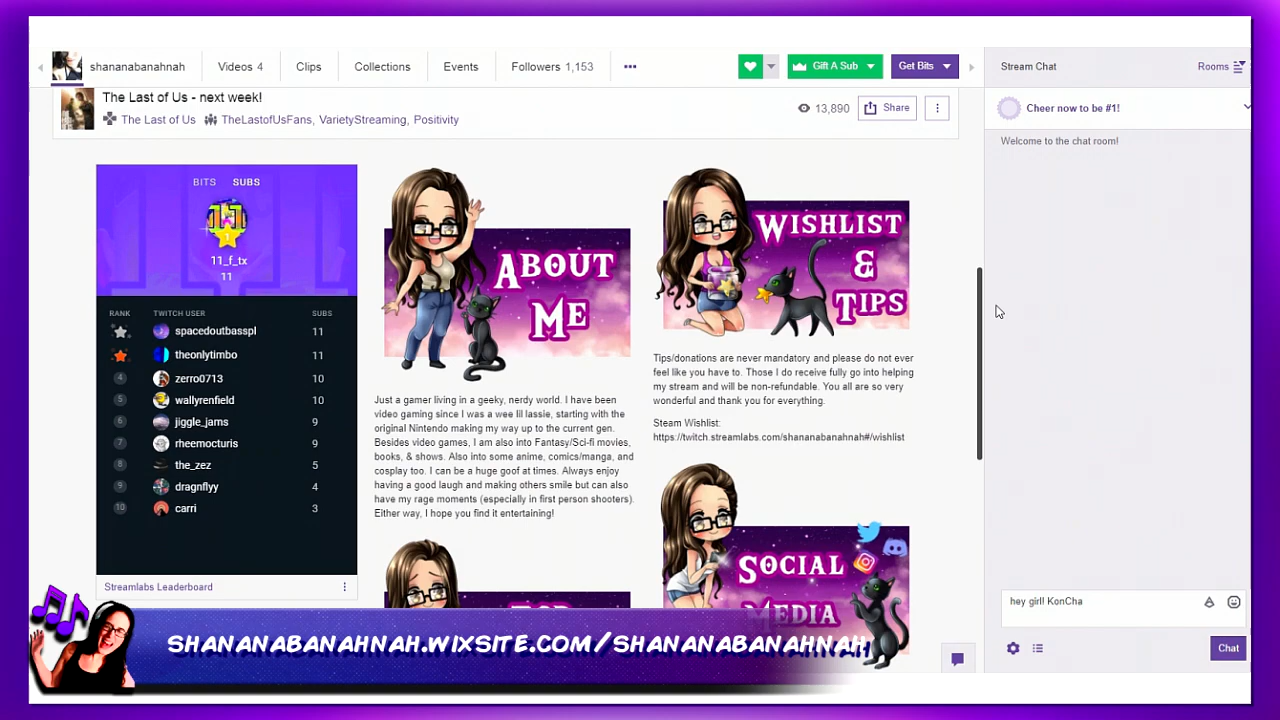 shananabanahnah
Videos 4
Clips
Collections
Events
Followers 1,153
Gift A Sub
Get Bits
Stream Chat
Rooms
The Last of Us - next week!
The Last of Us
TheLastofUsFans, VarietyStreaming, Positivity
13,890
Share
Cheer now to be #1!
Welcome to the chat room!
BITS SUBS
1
11_f_tx
11
RANK TWITCH USER SUBS
spacedoutbasspl 11
theonlytimbo 11
4 zerro0713 10
5 wallyrenfield 10
6 jiggle_jams 9
7 rheemocturis 9
8 the_zez 5
9 dragnflyy 4
10 carri 3
Streamlabs Leaderboard
About
Me
Just a gamer living in a geeky, nerdy world. I have been
video gaming since I was a wee lil lassie, starting with the
original Nintendo making my way up to the current gen.
Besides video games, I am also into Fantasy/Sci-fi movies,
books, & shows. Also into some anime, comics/manga, and
cosplay too. I can be a huge goof at times. Always enjoy
having a good laugh and making others smile but can also
have my rage moments (especially in first person shooters).
Either way, I hope you find it entertaining!
Wishlist
&
Tips
Tips/donations are never mandatory and please do not ever
feel like you have to. Those I do receive fully go into helping
my stream and will be non-refundable. You all are so very
wonderful and thank you for everything.
Steam Wishlist:
https://twitch.streamlabs.com/shananabanahnah#/wishlist
Social
Media
hey girl! KonCha
Chat
SHANANABANAHNAH.WIXSITE.COM/SHANANABANAHNAH